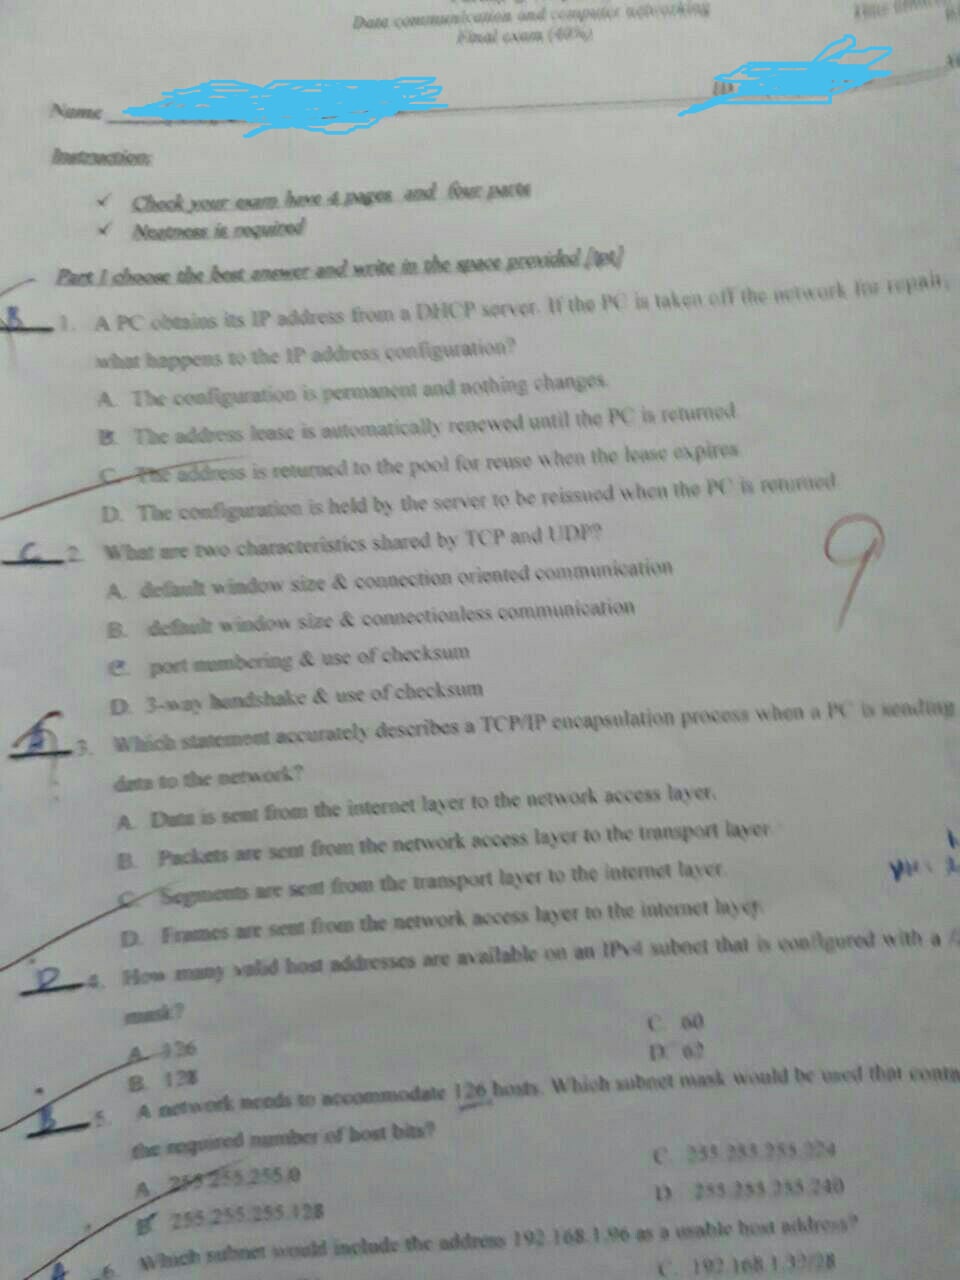 Data communication and computer networking
Final exam (40%)
Name
ID
Instruction:
✓ Check your exam have 4 pages and four parts
✓ Neatness is required
Part I choose the best answer and write in the space provided [1pt]
B 1. A PC obtains its IP address from a DHCP server. If the PC is taken off the network for repair,
what happens to the IP address configuration?
A. The configuration is permanent and nothing changes.
B. The address lease is automatically renewed until the PC is returned.
C. The address is returned to the pool for reuse when the lease expires.
D. The configuration is held by the server to be reissued when the PC is returned.
C 2. What are two characteristics shared by TCP and UDP?
9
A. default window size & connection oriented communication
B. default window size & connectionless communication
C. port numbering & use of checksum
D. 3-way handshake & use of checksum
3. Which statement accurately describes a TCP/IP encapsulation process when a PC is sending
data to the network?
A. Data is sent from the internet layer to the network access layer.
B. Packets are sent from the network access layer to the transport layer.
C. Segments are sent from the transport layer to the internet layer.
D. Frames are sent from the network access layer to the internet layer.
D 4. How many valid host addresses are available on an IPv4 subnet that is configured with a
mask?
A. 126
C. 60
B. 128
D. 62
B 5. A network needs to accommodate 126 hosts. Which subnet mask would be used that
the required number of host bits?
A. 255.255.255.0
C. 255.255.255.224
B. 255.255.255.128
D. 255.255.255.240
A 6. Which subnet would include the address 192.168.1.96 as a usable host address?
C. 192.168.1.32/28